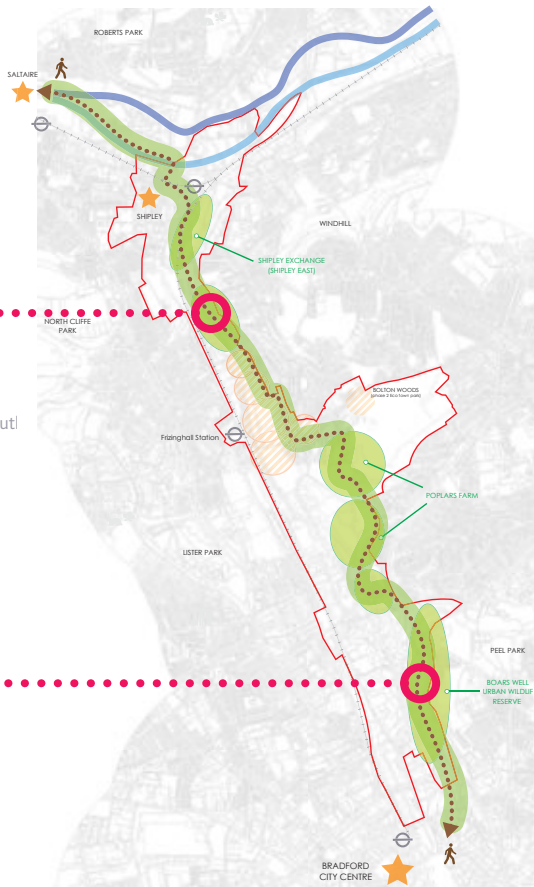 ROBERTS PARK
SALTAIRE
SHIPLEY
WINDHILL
SHIPLEY EXCHANGE
(SHIPLEY EAST)
NORTH CLIFFE
PARK
BOLTON WOODS
Frizinghall Station
POPLARS FARM
LISTER PARK
PEEL PARK
BOARS WELL
URBAN WILDLIF
RESERVE
BRADFORD
CITY CENTRE